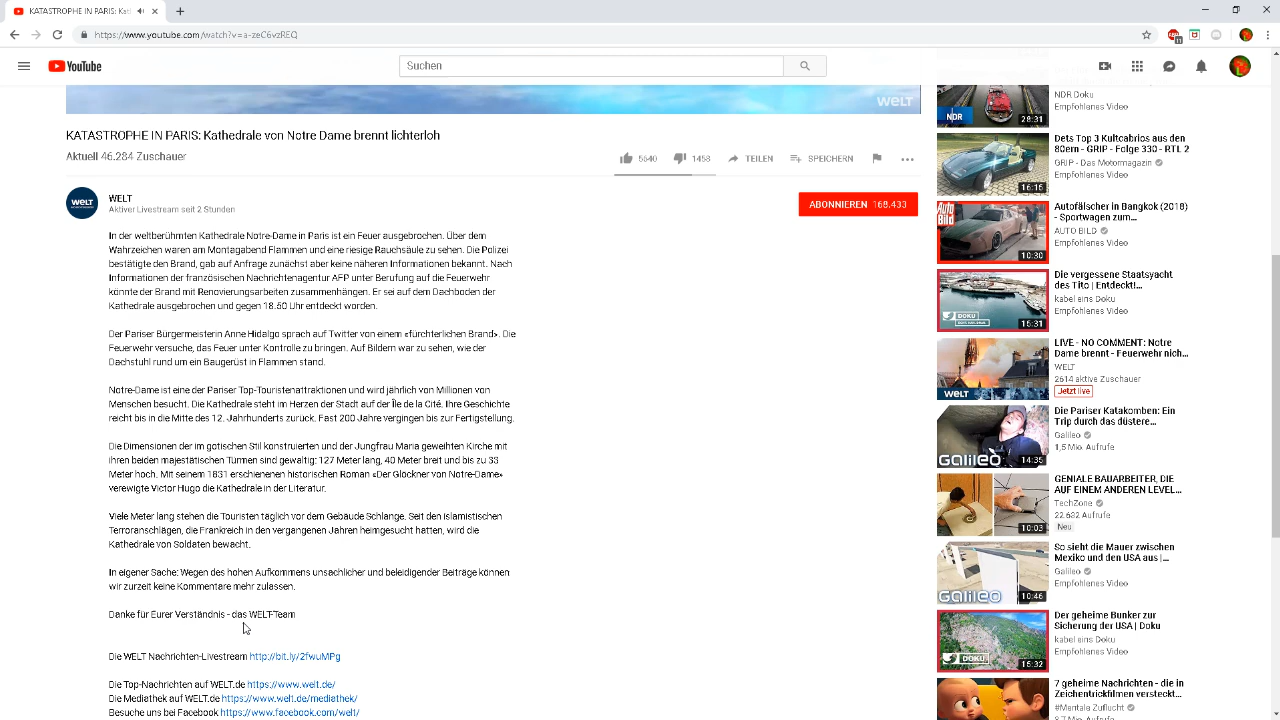 KATASTROPHE IN PARIS: Kat
https://www.youtube.com/watch?v=a-zeC6vzREQ
11
YouTube
Suchen
WELT
KATASTROPHE IN PARIS: Kathedrale von Notre-Dame brennt lichterloh
Aktuell 46.284 Zuschauer
5540
1453
TEILEN
SPEICHERN
WELT
WELT
Aktiver Livestream seit einer Stunden
ABONNIEREN 168.433
In der weltberühmten Kathedrale Notre-Dame in Paris ist ein Feuer ausgebrochen. Über dem
Wahrzeichen waren am Montagabend Flammen und eine riesige Rauchsäule zu sehen. Die Polizei
bestätigte den Brand, gab auf Anfrage aber bisher keine näheren Informationen bekannt. Nach
Informationen der französischen Nachrichtenagentur AFP unter Berufung auf die Feuerwehr
könnte der Brand mit Renovierungsarbeiten zusammenhängen. Er sei auf dem Dachboden der
Kathedrale ausgebrochen und gegen 18.50 Uhr entdeckt worden.
Die Pariser Bürgermeisterin Anne Hidalgo sprach bei Twitter von einem «fürchterlichen Brand». Die
Feuerwehr versuche, das Feuer unter Kontrolle zu bringen. Auf Bildern war zu sehen, wie der
Dachstuhl rund um ein Baugerüst in Flammen stand.
Notre-Dame ist eine der Pariser Top-Touristenattraktionen und wird jährlich von Millionen von
Menschen besucht. Die Kathedrale liegt im Herzen der Stadt auf der Île de la Cité. Ihre Geschichte
reicht bis in die Mitte des 12. Jahrhunderts zurück. Fast 200 Jahre vergingen bis zur Fertigstellung.
Die Dimensionen der im gotischen Stil konstruierten und der Jungfrau Maria geweihten Kirche mit
ihren beiden majestätischen Türmen sind gewaltig: 127 Meter lang, 40 Meter breit und bis zu 33
Meter hoch. Mit seinem 1831 erschienenen historischen Roman «Der Glöckner von Notre-Dame»
verewigte Victor Hugo die Kathedrale in der Literatur.
Viele Meter lang stehen die Touristen täglich vor dem Gebäude Schlange. Seit den islamistischen
Terroranschlägen, die Frankreich in den vergangenen Jahren heimgesucht hatten, wird die
Kathedrale von Soldaten bewacht.
In eigener Sache: Wegen des hohen Aufkommens unsachlicher und beleidigender Beiträge können
wir zurzeit keine Kommentare mehr zulassen.
Danke für Eurer Verständnis - das WELT-Team
Die WELT Nachrichten-Livestream http://bit.ly/2fwuMPg
Die Top-Nachrichten auf WELT.de http://www.welt.de/
Die Mediathek auf WELT.de https://www.welt.de/mediathek/
Besuche uns bei Facebook https://www.facebook.com/welt/
NDR
28:31
NDR Doku
Empfohlenes Video
Dets Top 3 Kultcabrios aus den
80ern - GRIP - Folge 330 - RTL 2
GRIP - Das Motormagazin
Empfohlenes Video
16:16
Auto Bild
Autofälscher in Bangkok (2018)
- Sportwagen zum...
AUTO BILD
Empfohlenes Video
10:30
Die vergessene Staatsyacht
des Tito | Entdeckt!...
kabel eins Doku
Empfohlenes Video
DOKU
15:31
LIVE - NO COMMENT: Notre
Dame brennt - Feuerwehr nich...
WELT
2614 aktive Zuschauer
Jetzt live
WELT
Die Pariser Katakomben: Ein
Trip durch das düstere...
Galileo
1,5 Mio. Aufrufe
Galileo
14:35
GENIALE BAUARBEITER, DIE
AUF EINEM ANDEREN LEVEL...
TechZone
22.632 Aufrufe
Neu
10:03
So sieht die Mauer zwischen
Mexiko und den USA aus |...
Galileo
Empfohlenes Video
Galileo
10:46
Der geheime Bunker zur
Sicherung der USA | Doku
kabel eins Doku
Empfohlenes Video
DOKU
15:32
7 geheime Nachrichten - die in
Zeichentrickfilmen versteckt...
#Mentale Zuflucht